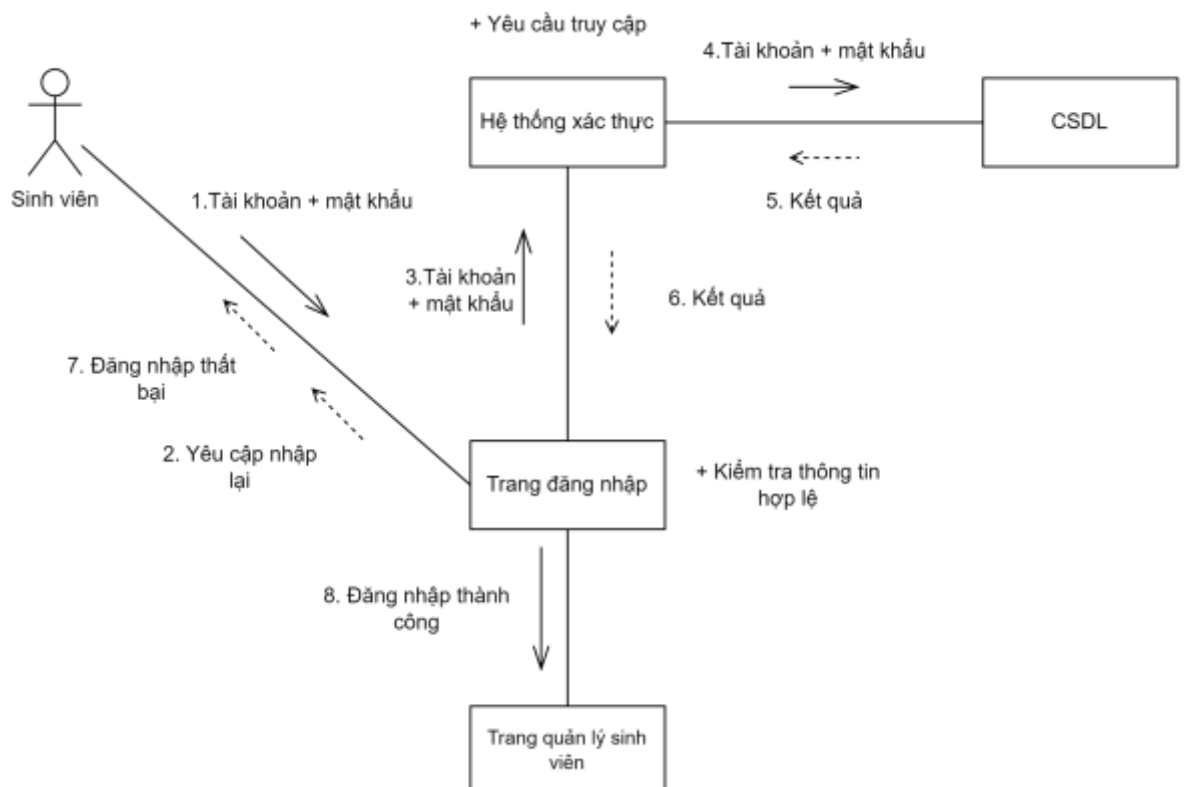 + Yêu cầu truy cập
4.Tài khoản + mật khẩu
Hệ thống xác thực
CSDL
Sinh viên
1.Tài khoản + mật khẩu
5. Kết quả
3.Tài khoản
+ mật khẩu
6. Kết quả
7. Đăng nhập thất
bại
2. Yêu cập nhập
lại
Trang đăng nhập
+ Kiểm tra thông tin
hợp lệ
8. Đăng nhập thành
công
Trang quản lý sinh
viên